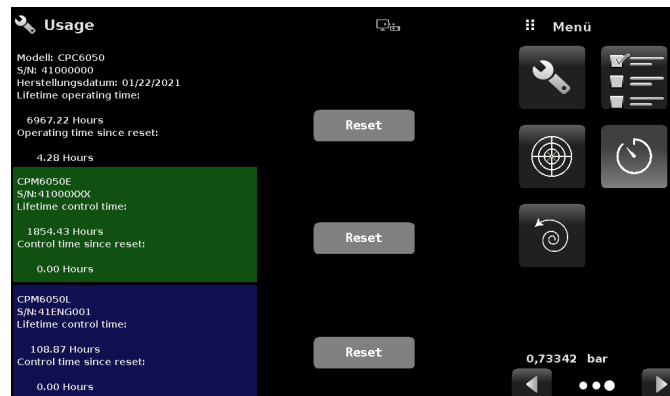 Usage
Modell: CPC6050
S/N: 41000000
Herstellungsdatum: 01/22/2021
Lifetime operating time:
6967.22 Hours
Operating time since reset:
4.28 Hours
Reset
CPM6050E
S/N:41000XXX
Lifetime control time:
1854.43 Hours
Control time since reset:
0.00 Hours
Reset
CPM6050L
S/N:41ENG001
Lifetime control time:
108.87 Hours
Control time since reset:
0.00 Hours
Reset
Menü
0,73342 bar